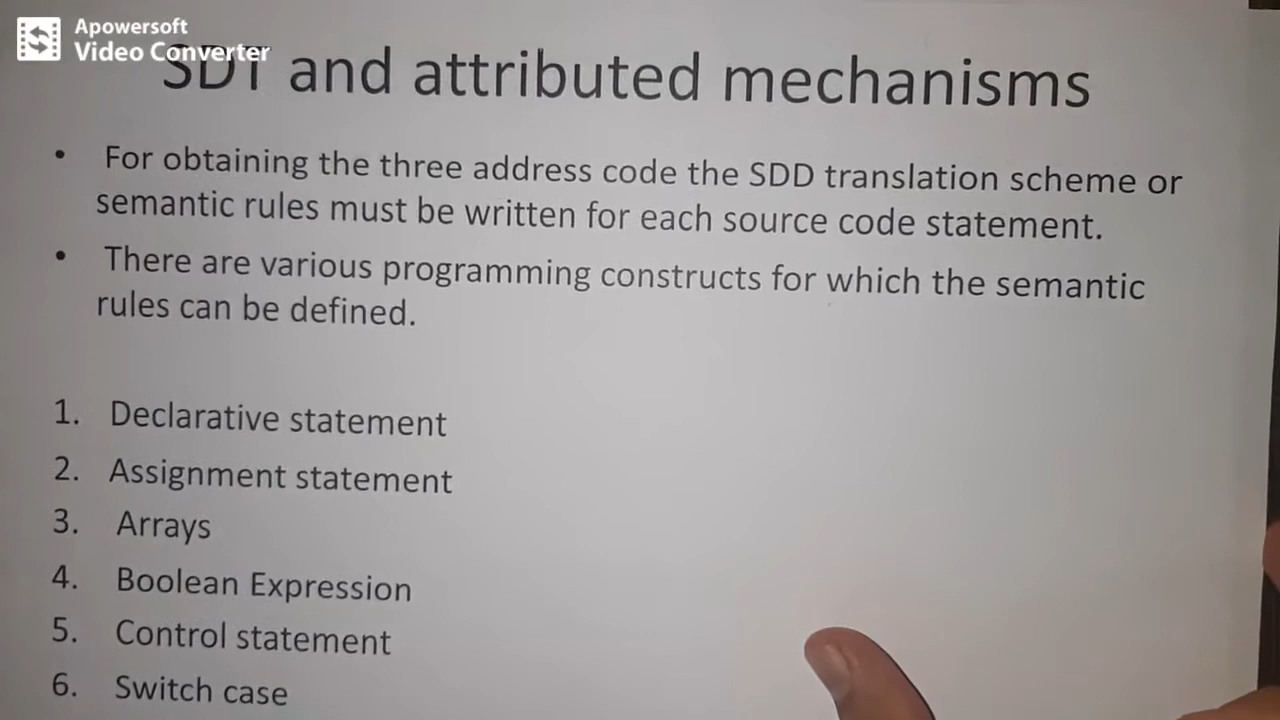 Apowersoft
Video Converter
SDT and attributed mechanisms
• For obtaining the three address code the SDD translation scheme or
semantic rules must be written for each source code statement.
• There are various programming constructs for which the semantic
rules can be defined.
1. Declarative statement
2. Assignment statement
3. Arrays
4. Boolean Expression
5. Control statement
6. Switch case